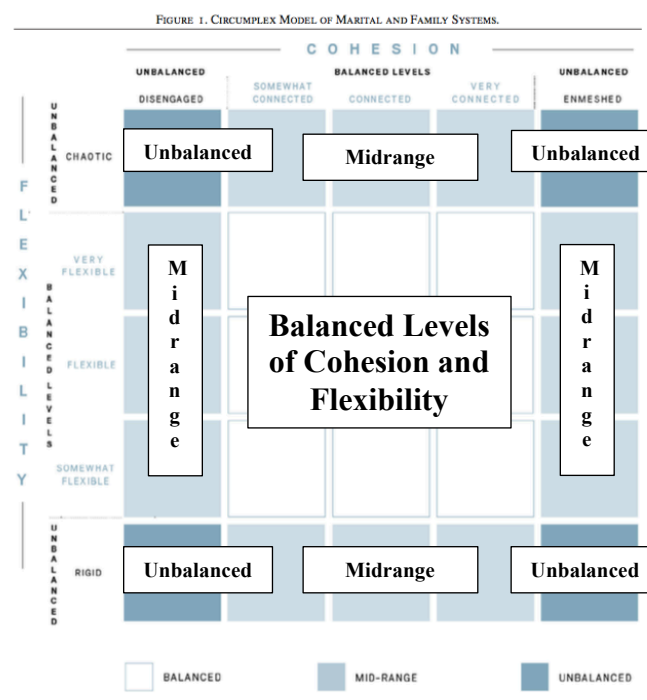 FIGURE 1. CIRCUMPLEX MODEL OF MARITAL AND FAMILY SYSTEMS.
COHESION
UNBALANCED
BALANCED LEVELS
UNBALANCED
DISENGAGED
SOMEWHAT
CONNECTED
CONNECTED
VERY
CONNECTED
ENMESHED
FLEXIBILITY
UNBALANCED
CHAOTIC
Unbalanced
Midrange
Unbalanced
BALANCED LEVELS
VERY
FLEXIBLE
FLEXIBLE
SOMEWHAT
FLEXIBLE
Midrange
Balanced Levels
of Cohesion and
Flexibility
Midrange
UNBALANCED
RIGID
Unbalanced
Midrange
Unbalanced
BALANCED
MID-RANGE
UNBALANCED